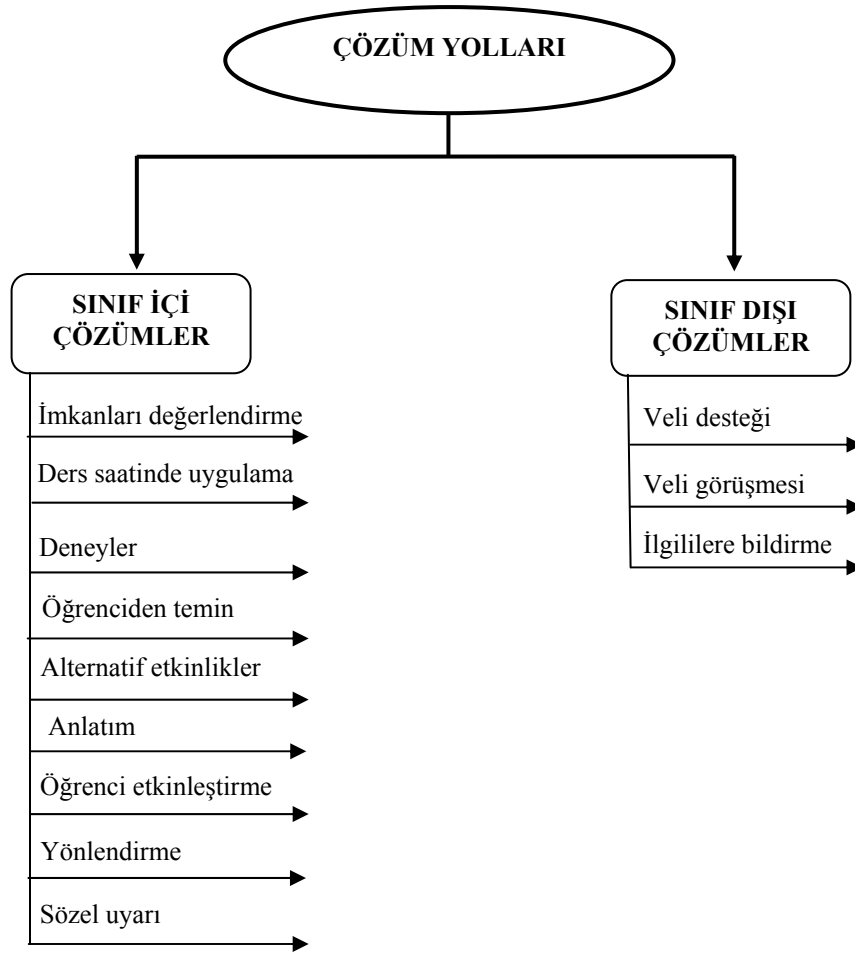 ÇÖZÜM YOLLARI
SINIF İÇİ
ÇÖZÜMLER
İmkanları değerlendirme
Ders saatinde uygulama
Deneyler
Öğrenciden temin
Alternatif etkinlikler
Anlatım
Öğrenci etkinleştirme
Yönlendirme
Sözel uyarı
SINIF DIŞI
ÇÖZÜMLER
Veli desteği
Veli görüşmesi
İlgililere bildirme